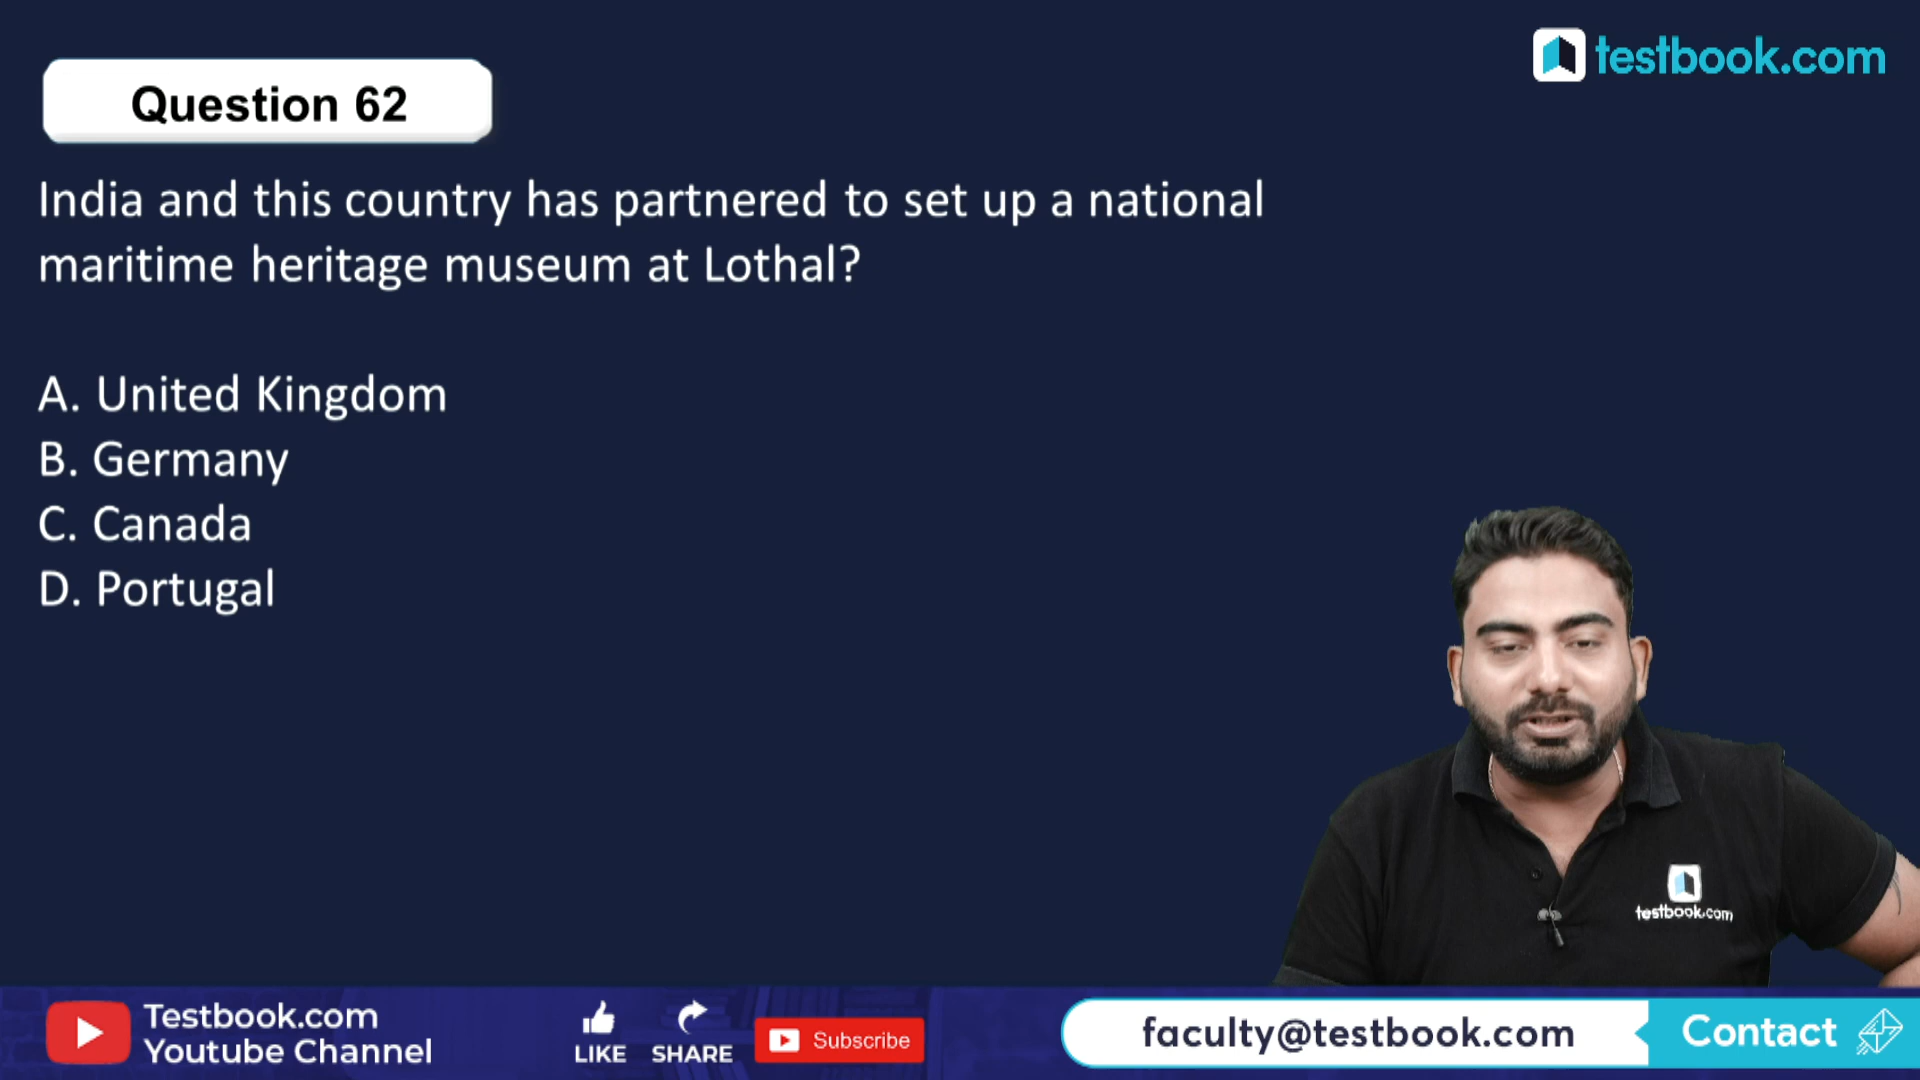 testbook.com
Question 62
India and this country has partnered to set up a national
maritime heritage museum at Lothal?
A. United Kingdom
B. Germany
C. Canada
D. Portugal
testbook.com
Testbook.com
Youtube Channel
LIKE
SHARE
Subscribe
faculty@testbook.com
Contact